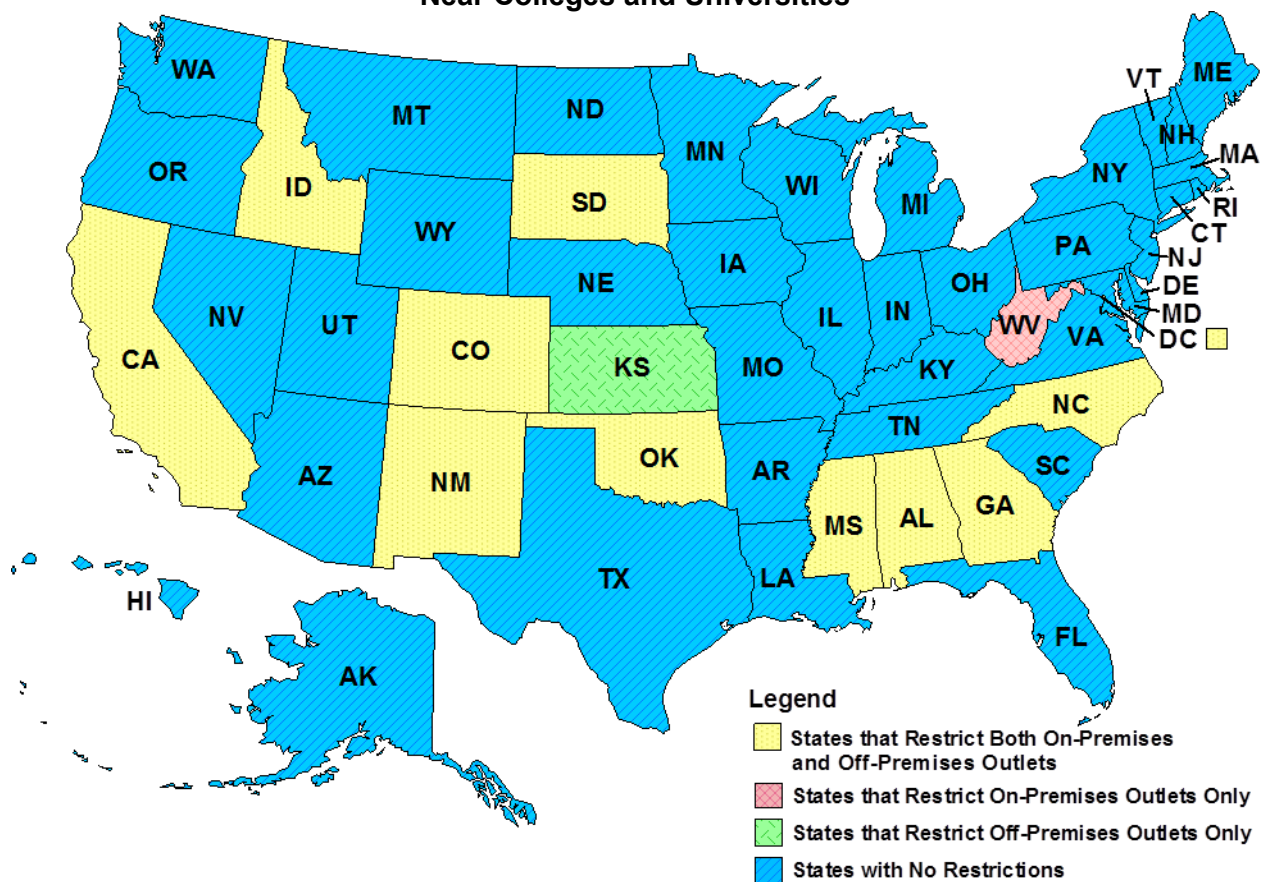 Near Colleges and Universities
WA
MT
ND
MN
VT
ME
NH
MA
OR
ID
SD
WI
MI
NY
RI
CT
WY
IA
PA
NJ
NE
OH
DE
NV
UT
IL
IN
WV
MD
CA
CO
KS
MO
KY
VA
DC
NC
TN
AZ
NM
OK
AR
SC
MS
AL
GA
HI
TX
LA
FL
AK
Legend
States that Restrict Both On-Premises
and Off-Premises Outlets
States that Restrict On-Premises Outlets Only
States that Restrict Off-Premises Outlets Only
States with No Restrictions